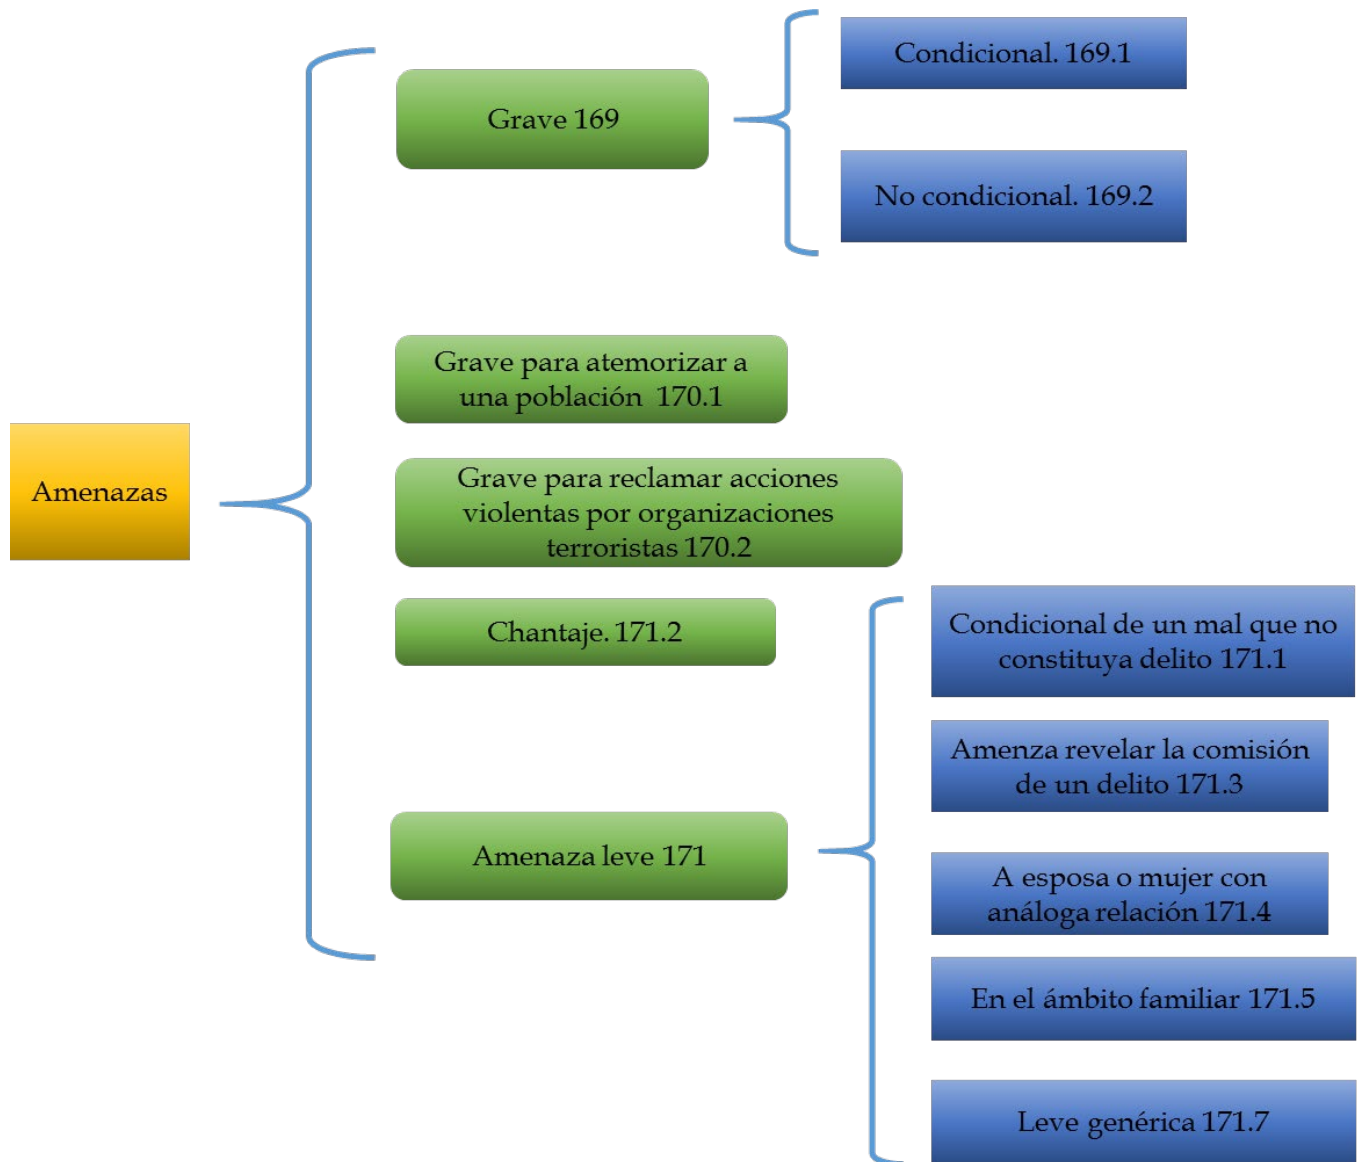 Amenazas
Grave 169
Condicional. 169.1
No condicional. 169.2
Grave para atemorizar a
una población 170.1
Grave para reclamar acciones
violentas por organizaciones
terroristas 170.2
Chantaje. 171.2
Amenaza leve 171
Condicional de un mal que no
constituya delito 171.1
Amenza revelar la comisión
de un delito 171.3
A esposa o mujer con
análoga relación 171.4
En el ámbito familiar 171.5
Leve genérica 171.7